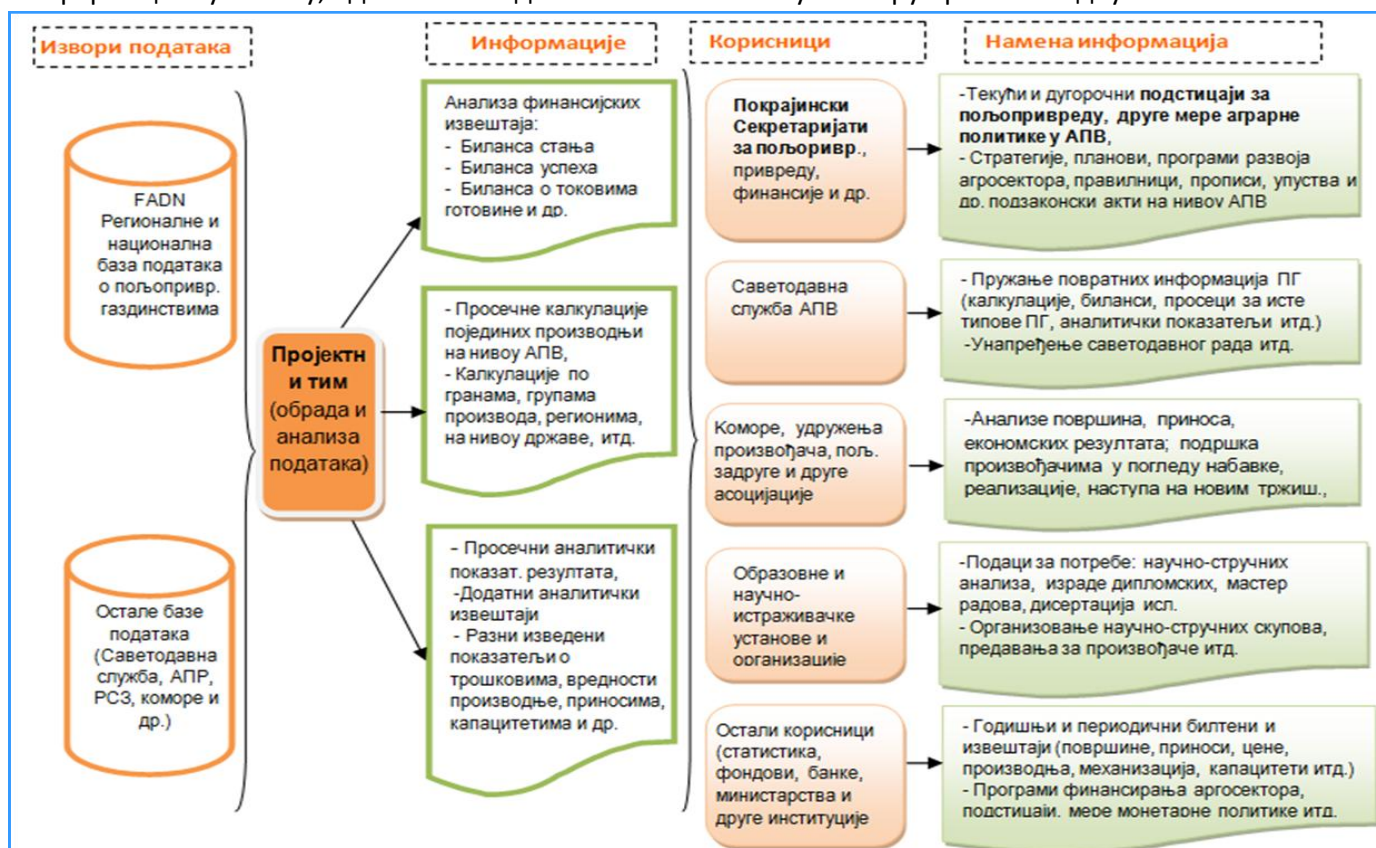 Извори података
Информације
Корисници
Намена информација
FADN
Регионалне и
национална
база података
о пољопривр.
газдинствима
Остале базе
података
(Саветодавна
служба, АПР,
РСЗ, коморе и
др.)
Пројектн
и тим
(обрада и
анализа
података)
Анализа финансијских
извештаја:
- Биланса стања
- Биланса успеха
- Биланса о токовима
готовине и др.
- Просечне калкулације
појединих производњи
на нивоу АПВ,
- Калкулације по
гранама, групама
производа, регионима,
на нивоу државе, итд.
- Просечни аналитички
показат. резултата,
-Додатни аналитички
извештаји
- Разни изведени
показатељи о
трошковима, вредности
производње, приносима,
капацитетима и др.
Покрајински
Секретаријати
за пољоривр.,
привреду,
финансије и др.
-Текући и дугорочни подстицаји за
пољопривреду, друге мере аграрне
политике у АПВ,
- Стратегије, планови, програми развоја
агросектора, правилници, прописи, упуства и
др. подзаконски акти на нивоу АПВ
Саветодавна
служба АПВ
- Пружање повратних информација ПГ
(калкулације, биланси, просеци за исте
типове ПГ, аналитички показатељи итд.)
-Унапређење саветодавног рада итд.
Коморе, удружења
произвођача, пољ.
задруге и друге
асоцијације
-Анализе површина, приноса,
економских резултата; подршка
произвођачима у погледу набавке,
реализације, наступа на новим тржиш.,
Образовне и
научно-
истраживачке
установе и
организације
-Подаци за потребе: научно-стручних
анализа, израде дипломских, мастер
радова, дисертација исл.
- Организовање научно-стручних скупова,
предавања за произвођаче итд.
Остали корисници
(статистика,
фондови, банке,
министарства и
друге институције
- Годишњи и периодични билтени и
извештаји (површине, приноси, цене,
производња, механизација, капацитети итд.)
- Програми финансирања аргосектора,
подстицаји, мере монетарне политике итд.